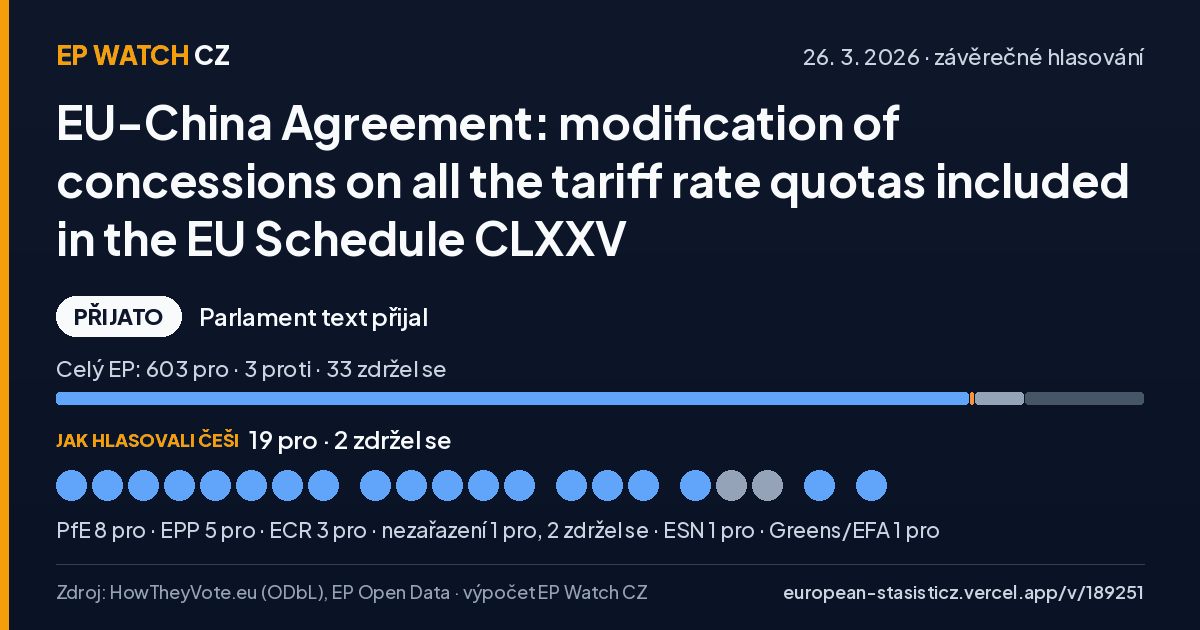 EP WATCH CZ
26. 3. 2026 · závěrečné hlasování
EU–China Agreement: modification of
concessions on all the tariff rate quotas included
in the EU Schedule CLXXV
PŘIJATO Parlament text přijal
Celý EP: 603 pro · 3 proti · 33 zdržel se
JAK HLASOVALI ČEŠI 19 pro · 2 zdržel se
PfE 8 pro · EPP 5 pro · ECR 3 pro · nezařazení 1 pro, 2 zdržel se · ESN 1 pro · Greens/EFA 1 pro
Zdroj: HowTheyVote.eu (ODbL), EP Open Data · výpočet EP Watch CZ
european-stasisticz.vercel.app/v/189251